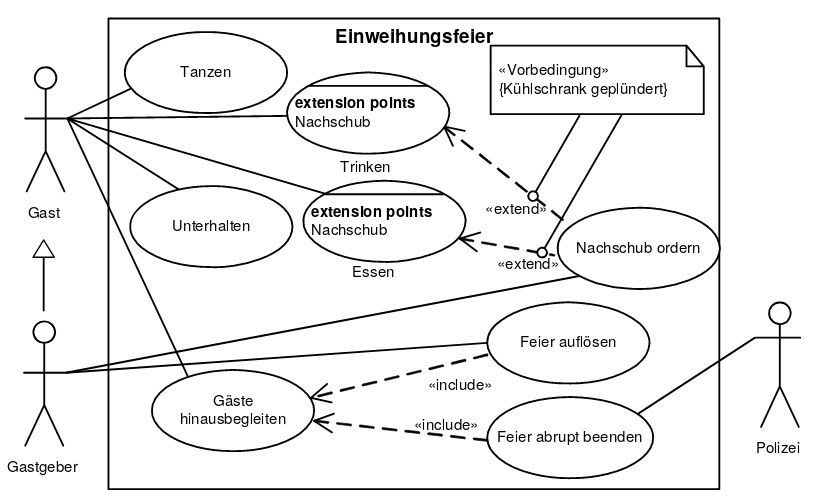 Einweihungsfeier
Tanzen
«Vorbedingung»
{Kühlschrank geplündert}
extension points
Nachschub
Trinken
Gast
Unterhalten
extension points
Nachschub
Essen
«extend»
«extend»
Nachschub ordern
Feier auflösen
«include»
Gäste
hinausbegleiten
«include»
Feier abrupt beenden
Gastgeber
Polizei